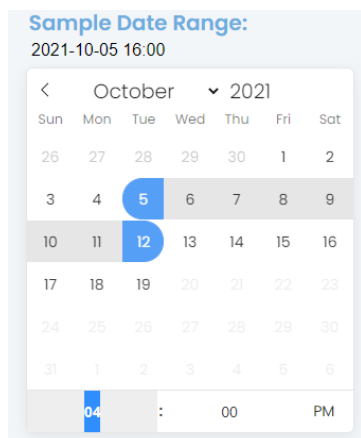 Sample Date Range:
2021-10-05 16:00
October 2021
Sun Mon Tue Wed Thu Fri Sat
26 27 28 29 30 1 2
3 4 5 6 7 8 9
10 11 12 13 14 15 16
17 18 19 20 21 22 23
24 25 26 27 28 29 30
31 1 2 3 4 5 6
04 : 00 PM